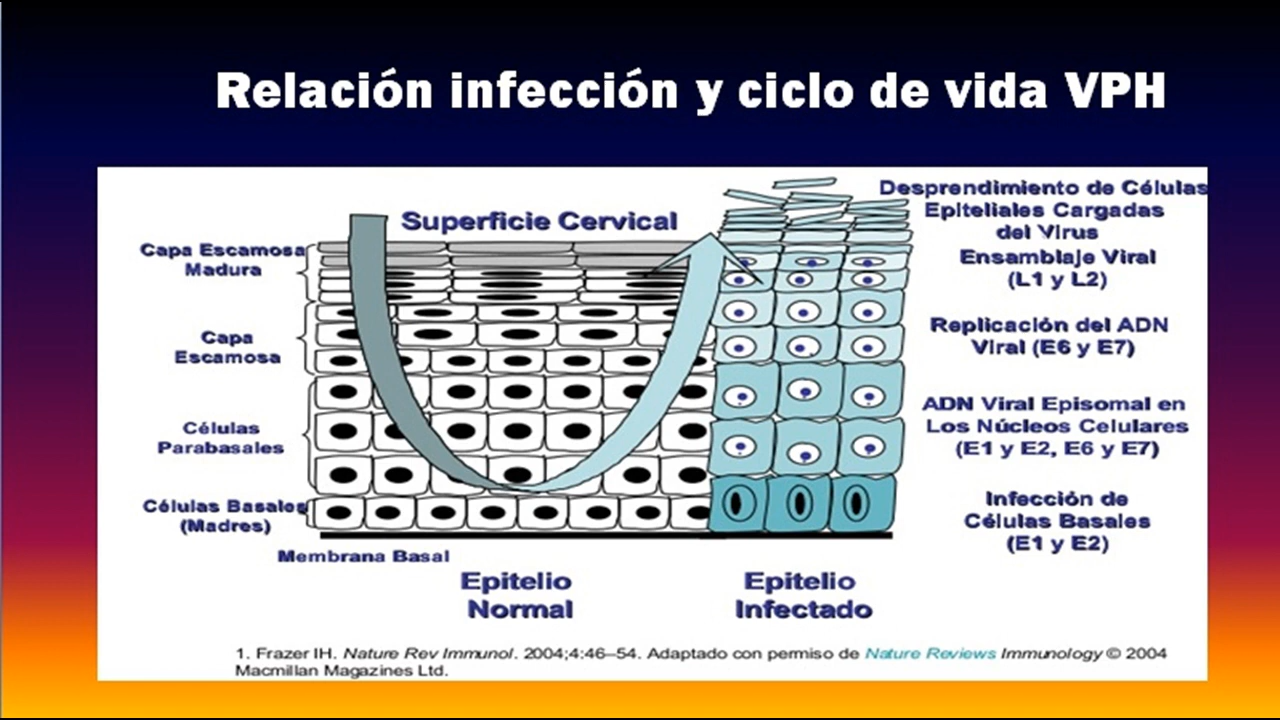 Relación infección y ciclo de vida VPH
Superficie Cervical
Capa Escamosa
Madura
Capa
Escamosa
Células
Parabasales
Células Basales
(Madres)
Membrana Basal
Epitelio
Normal
Epitelio
Infectado
Desprendimiento de Células
Epiteliales Cargadas
del Virus
Ensamblaje Viral
(L1 y L2)
Replicación del ADN
Viral (E6 y E7)
ADN Viral Episomal en
Los Núcleos Celulares
(E1 y E2, E6 y E7)
Infección de
Células Basales
(E1 y E2)
1. Frazer IH. Nature Rev Immunol. 2004;4:46–54. Adaptado con permiso de Nature Reviews Immunology © 2004
Macmillan Magazines Ltd.